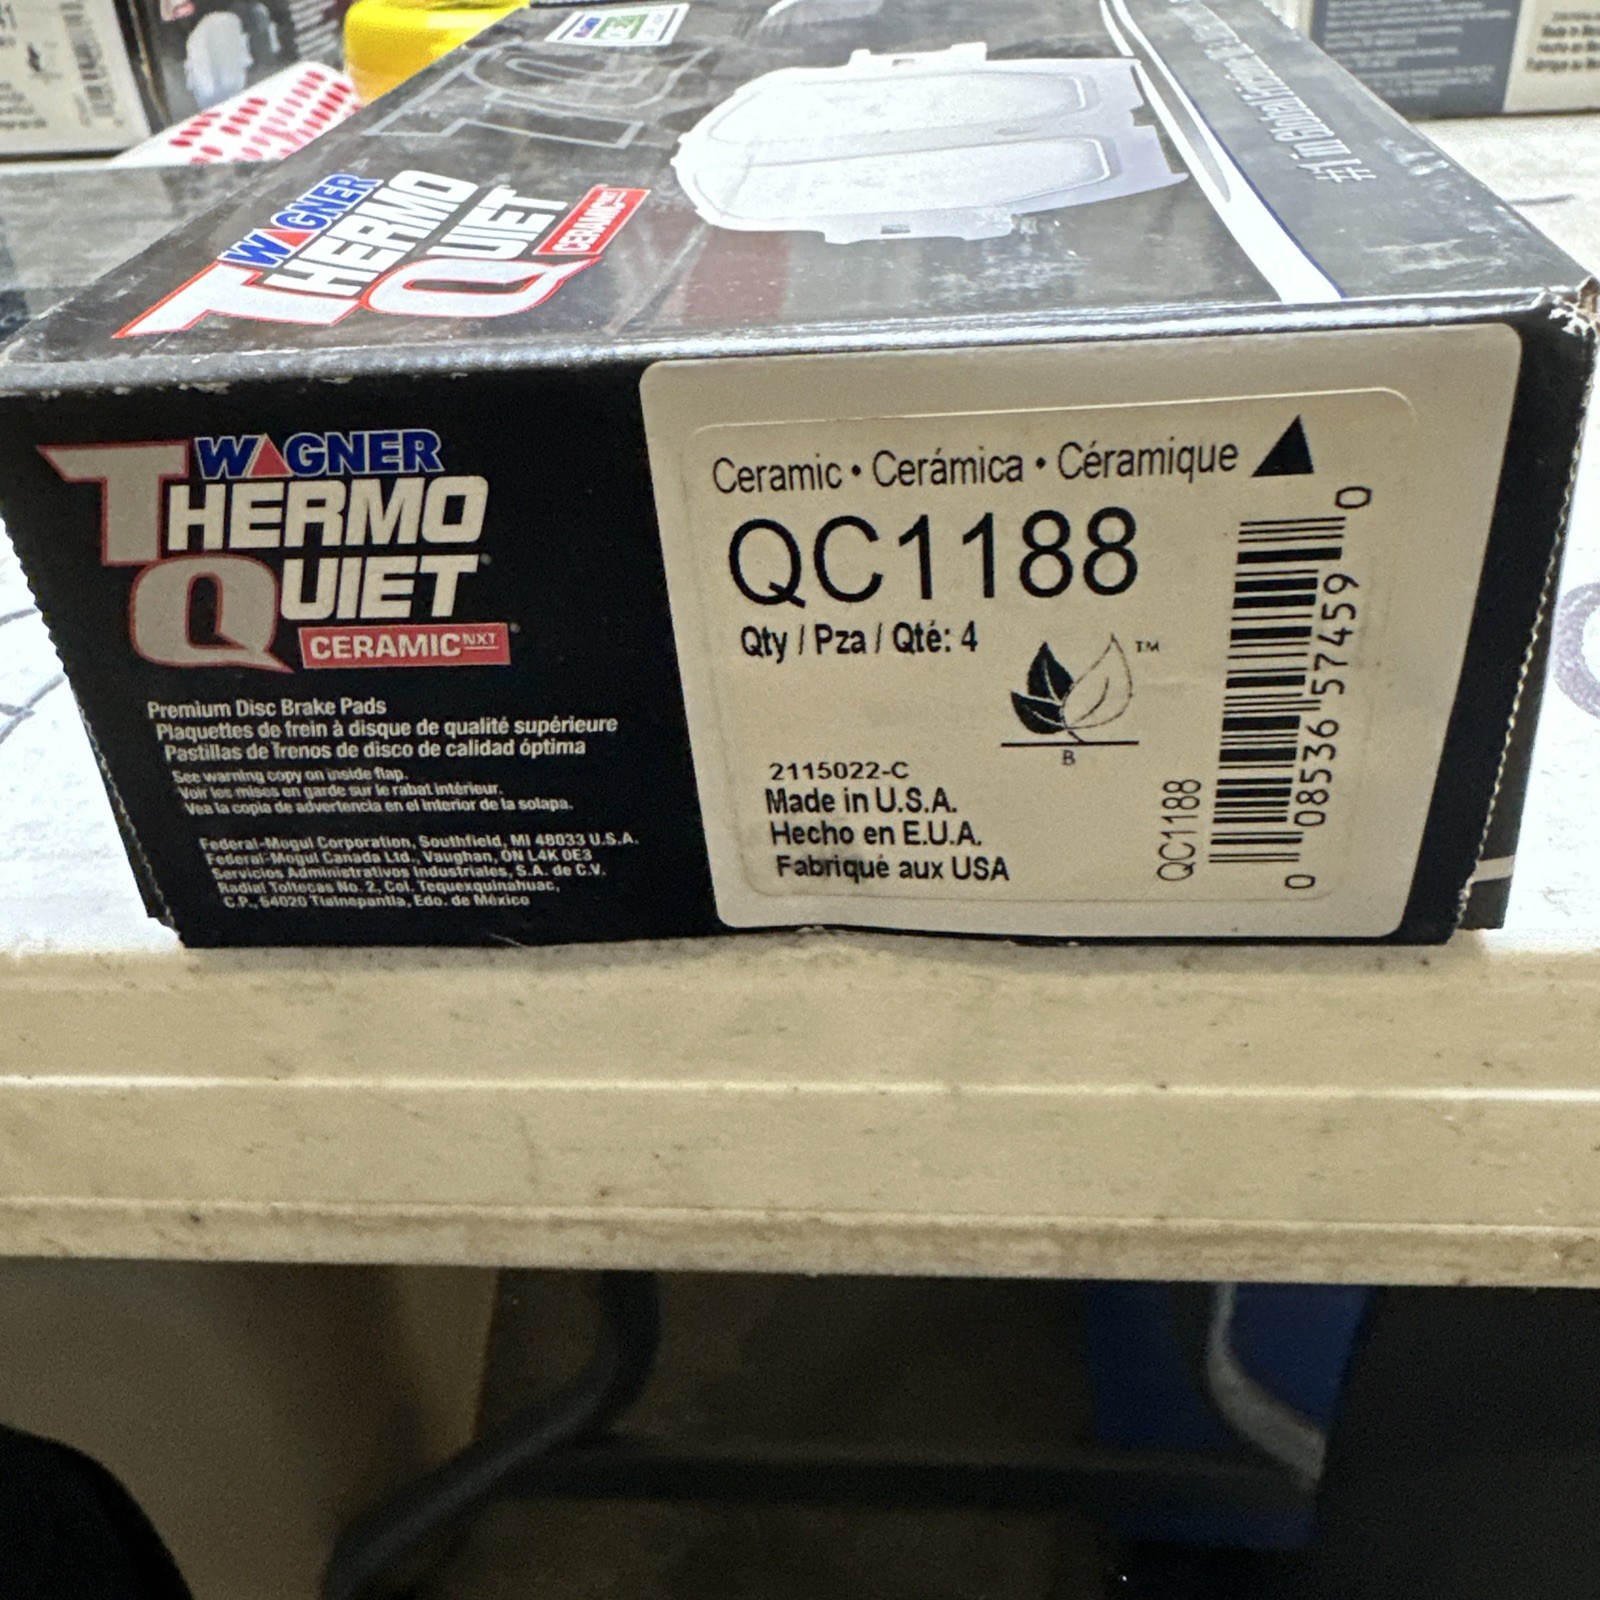 WAGNER
THERMO
QUIET
CERAMIC NXT
WAGNER
THERMO
QUIET
CERAMIC NXT
Premium Disc Brake Pads
Plaquettes de frein à disque de qualité supérieure
Pastillas de frenos de disco de calidad óptima
See warning copy on inside flap.
Voir les mises en garde sur le rabat intérieur.
Vea la copia de advertencia en el interior de la solapa.
Federal-Mogul Corporation, Southfield, MI 48033 U.S.A.
Federal-Mogul Canada Ltd., Vaughan, ON L4K 0E3
Servicios Administrativos Industriales, S.A. de C.V.
Radial Toltecas No. 2, Col. Tequexquinahuac,
C.P., 54020 Tlalnepantla, Edo. de México
Ceramic • Cerámica • Céramique
QC1188
Qty / Pza / Qté: 4
TM
B
2115022-C
Made in U.S.A.
Hecho en E.U.A.
Fabriqué aux USA
QC1188
0 08536 57459 0